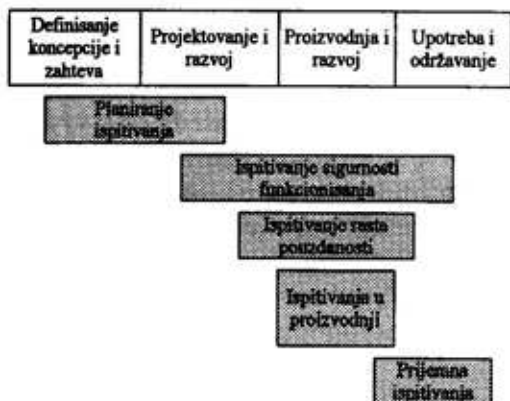 Definisanje
koncepcije i
zahteva
Projektovanje i
razvoj
Proizvodnja i
razvoj
Upotreba i
održavanje
Planiranje
ispitivanja
Ispitivanje sigurnosti
funkcionisanja
Ispitivanje rasta
pouzdanosti
Ispitivanje u
proizvodnji
Prijemna
ispitivanja